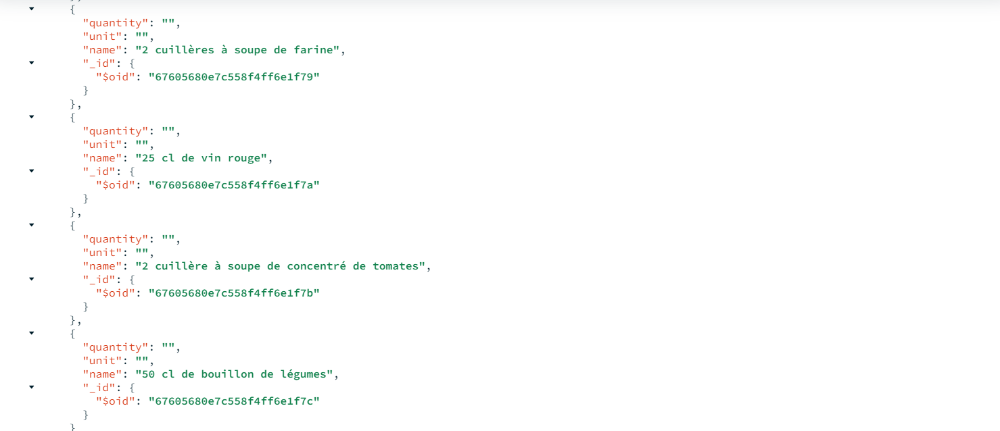 {
"quantity": "",
"unit": "",
"name": "2 cuillères à soupe de farine",
"_id": {
"$oid": "67605680e7c558f4ff6e1f79"
}
},
{
"quantity": "",
"unit": "",
"name": "25 cl de vin rouge",
"_id": {
"$oid": "67605680e7c558f4ff6e1f7a"
}
},
{
"quantity": "",
"unit": "",
"name": "2 cuillère à soupe de concentré de tomates",
"_id": {
"$oid": "67605680e7c558f4ff6e1f7b"
}
},
{
"quantity": "",
"unit": "",
"name": "50 cl de bouillon de légumes",
"_id": {
"$oid": "67605680e7c558f4ff6e1f7c"
}
}